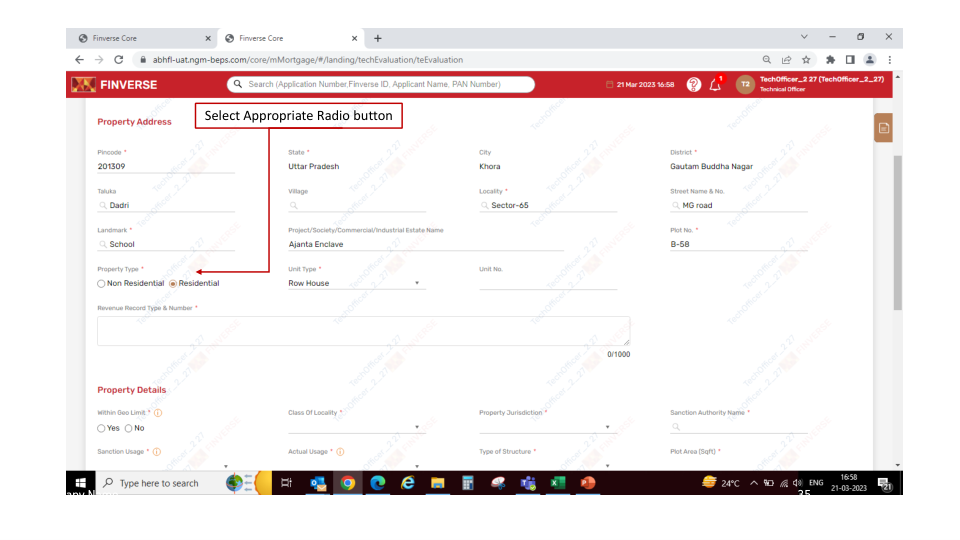 Finverse Core
Finverse Core
abhfl-uat.ngm-beps.com/core/mMortgage/#/landing/techEvaluation/teEvaluation
FINVERSE
Search (Application Number,Finverse ID, Applicant Name, PAN Number)
21 Mar 2023 16:58
1
T2
TechOfficer_2 27 (TechOfficer_2_27)
Technical Officer
Select Appropriate Radio button
Property Address
Pincode * State * City District *
201309 Uttar Pradesh Khora Gautam Buddha Nagar
Taluka Village Locality * Street Name & No.
Dadri Sector-65 MG road
Landmark * Project/Society/Commercial/Industrial Estate Name Plot No. *
School Ajanta Enclave B-58
Property Type * Unit Type * Unit No.
Non Residential Residential Row House
Revenue Record Type & Number *
0/1000
Property Details
Within Geo Limit * Class Of Locality * Property Jurisdiction * Sanction Authority Name *
Yes No
Sanction Usage * Actual Usage * Type of Structure * Plot Area (Sqft) *
Type here to search
24°C ENG 16:58
21-03-2023
21
35